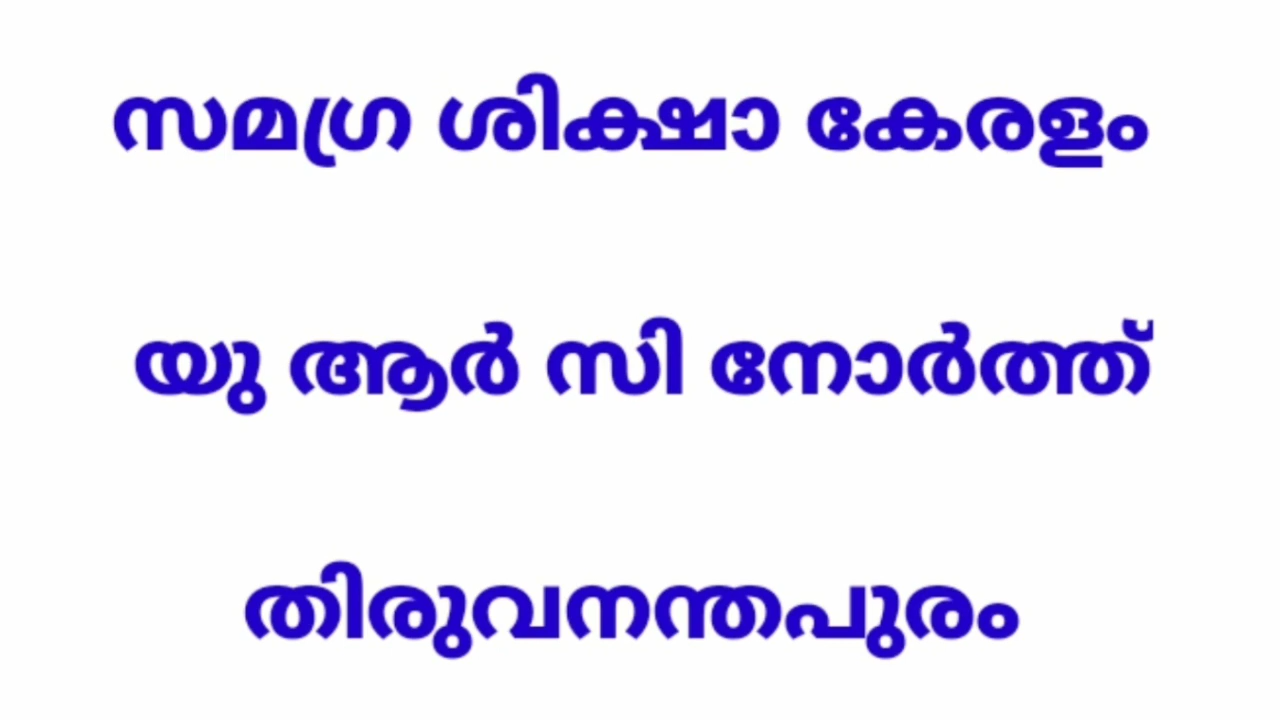 സമഗ്ര ശിക്ഷാ കേരളം
യു ആർ സി നോർത്ത്
തിരുവനന്തപുരം